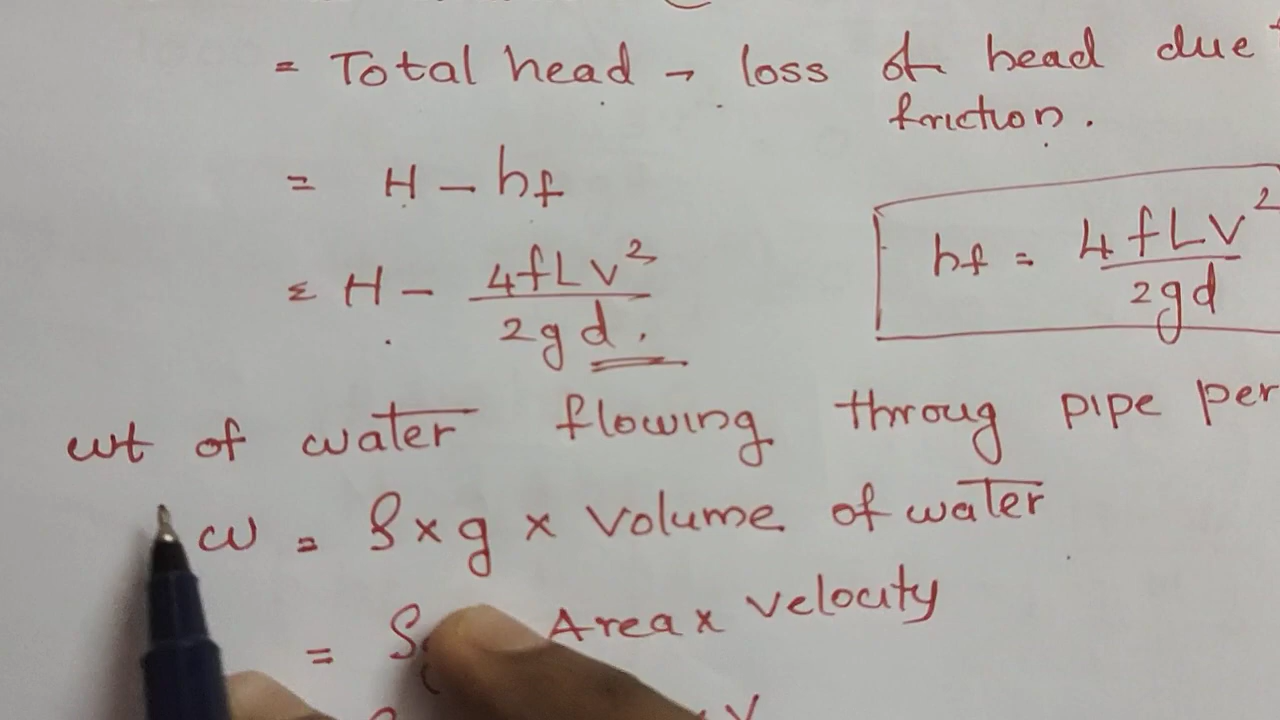 = Total head - loss of head due
friction.
= H - hf
= H - 4fLV²/2gd.
hf = 4fLV²/2gd
wt of water flowing throug pipe per
w = ρ x g x volume of water
= ρ Area x velocity